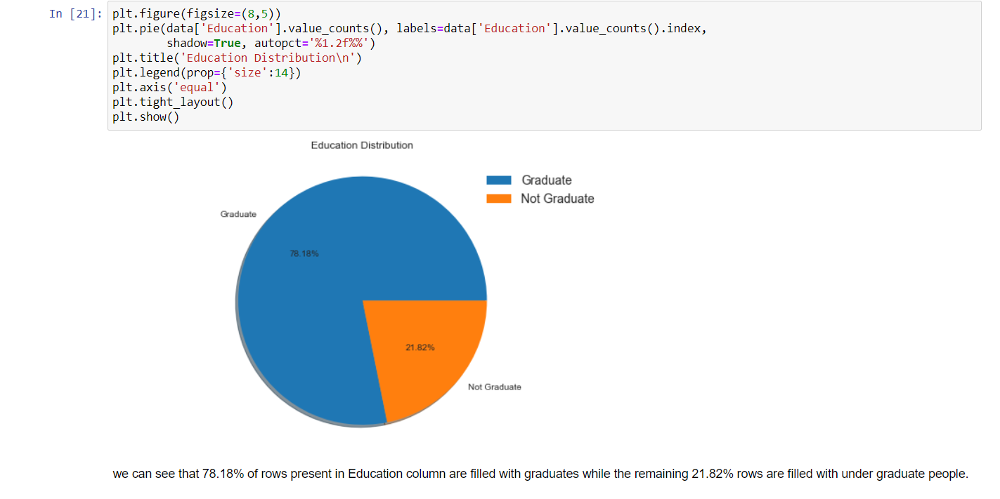 In [21]: plt.figure(figsize=(8,5))
plt.pie(data['Education'].value_counts(), labels=data['Education'].value_counts().index,
        shadow=True, autopct='%1.2f%%')
plt.title('Education Distribution\n')
plt.legend(prop={'size':14})
plt.axis('equal')
plt.tight_layout()
plt.show()
Education Distribution
Graduate
Not Graduate
Graduate
78.18%
21.82%
Not Graduate
we can see that 78.18% of rows present in Education column are filled with graduates while the remaining 21.82% rows are filled with under graduate people.